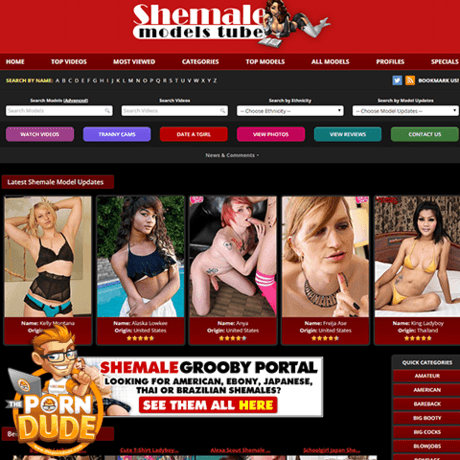 Shemale
models tube
HOME TOP VIDEOS MOST VIEWED CATEGORIES TOP MODELS ALL MODELS PROFILES SPECIALS
SEARCH BY NAME: A B C D E F G H I J K L M N O P Q R S T U V W X Y Z BOOKMARK US!
Search Models (Advanced) Search Videos Search by Ethnicity Search by Model Updates
Search Models Search Videos -- Choose Ethnicity -- -- Choose Model Updates --
WATCH VIDEOS TRANNY CAMS DATE A TGIRL VIEW PHOTOS VIEW REVIEWS CONTACT US
News & Comments
Latest Shemale Model Updates
Name: Kelly Montana Name: Alaska Lowkee Name: Anya Name: Freija Ase Name: King Ladyboy
Origin: United States Origin: United States Origin: United States Origin: United States Origin: Thailand
SHEMALE GROOBY PORTAL
LOOKING FOR AMERICAN, EBONY, JAPANESE,
THAI OR BRAZILIAN SHEMALES?
SEE THEM ALL HERE
THE PORN DUDE
QUICK CATEGORIES
AMATEUR
AMERICAN
BAREBACK
BIG BOOTY
BIG COCKS
BLOWJOBS
Cute T-Shirt Ladyboy... Alexa Scout Shemale ... Schoolgirl Japan She...